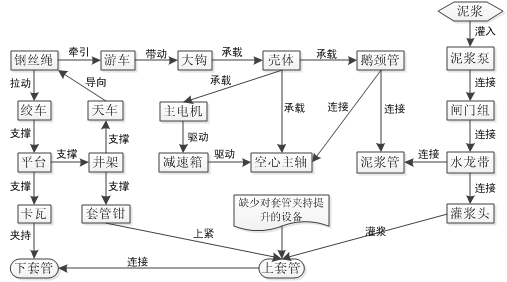 泥浆
灌入
钢丝绳
牵引
游车
带动
大钩
承载
壳体
承载
鹅颈管
泥浆泵
拉动
导向
承载
连接
绞车
天车
主电机
承载
连接
连接
闸门组
支撑
支撑
驱动
连接
平台
支撑
井架
减速箱
驱动
空心主轴
泥浆管
连接
水龙带
支撑
支撑
连接
卡瓦
套管钳
缺少对套管夹持提
升的设备
灌浆头
夹持
上紧
灌浆
下套管
连接
上套管